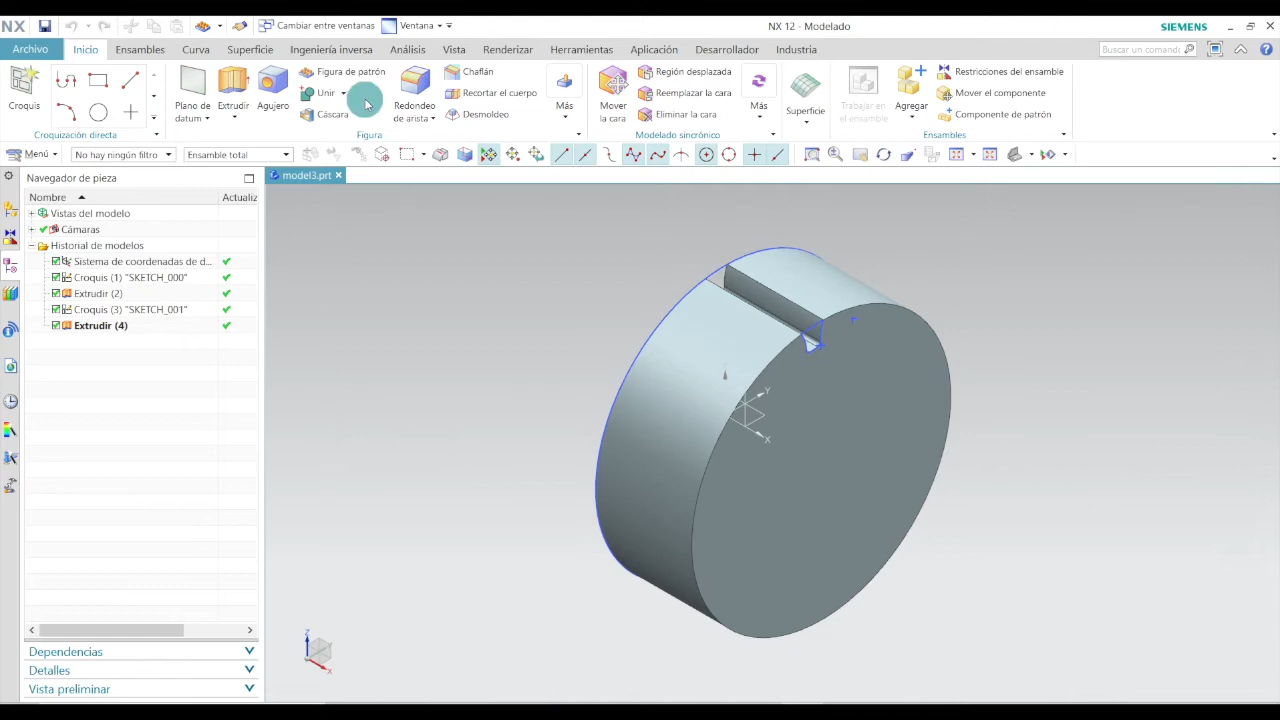 NX
Cambiar entre ventanas
Ventana
NX 12 - Modelado
SIEMENS
Archivo
Inicio
Ensambles
Curva
Superficie
Ingeniería inversa
Análisis
Vista
Renderizar
Herramientas
Aplicación
Desarrollador
Industria
Buscar un comando
Croquis
Croquización directa
Plano de datum
Extrudir
Agujero
Figura de patrón
Unir
Cáscara
Redondeo de arista
Chaflán
Recortar el cuerpo
Desmoldeo
Más
Figura
Mover la cara
Región desplazada
Reemplazar la cara
Eliminar la cara
Más
Modelado sincrónico
Superficie
Trabajar en el ensamble
Agregar
Restricciones del ensamble
Mover el componente
Componente de patrón
Ensambles
Menú
No hay ningún filtro
Ensamble total
Navegador de pieza
model3.prt
Nombre
Actualiz
Vistas del modelo
Cámaras
Historial de modelos
Sistema de coordenadas de d...
Croquis (1) "SKETCH_000"
Extrudir (2)
Croquis (3) "SKETCH_001"
Extrudir (4)
Y
X
Z
X
Dependencias
Detalles
Vista preliminar